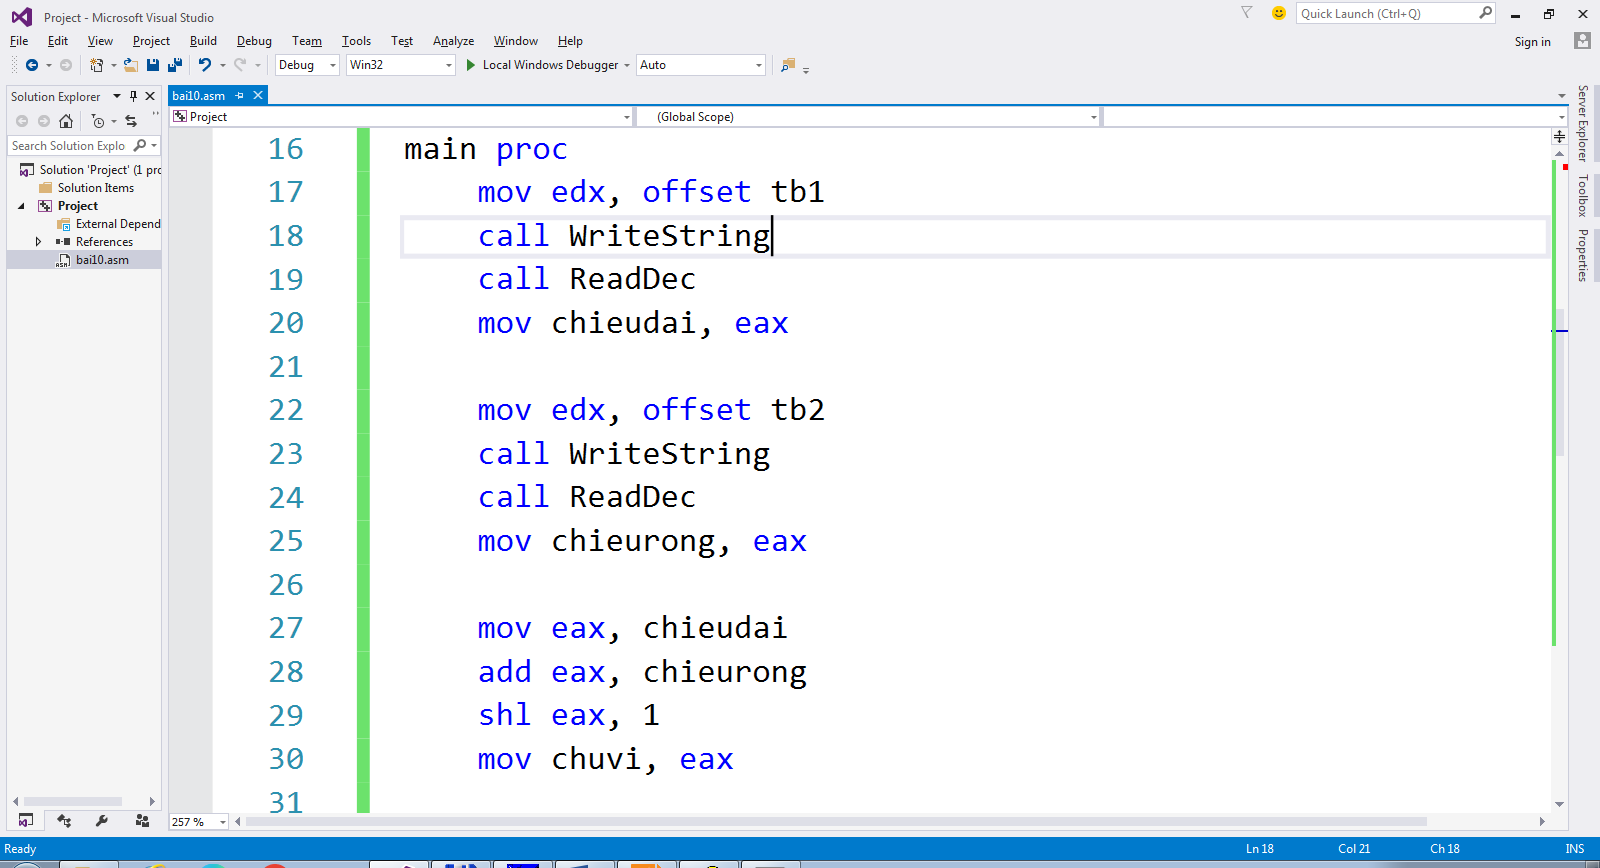 Project - Microsoft Visual Studio
Quick Launch (Ctrl+Q)
File Edit View Project Build Debug Team Tools Test Analyze Window Help
Sign in
Debug Win32 Local Windows Debugger Auto
Solution Explorer
bai10.asm
Project (Global Scope)
Search Solution Explo
Solution 'Project' (1 pro
Solution Items
Project
External Depend
References
bai10.asm
16 main proc
17 mov edx, offset tb1
18 call WriteString
19 call ReadDec
20 mov chieudai, eax
21
22 mov edx, offset tb2
23 call WriteString
24 call ReadDec
25 mov chieurong, eax
26
27 mov eax, chieudai
28 add eax, chieurong
29 shl eax, 1
30 mov chuvi, eax
31
Server Explorer
Toolbox
Properties
257 %
Ready
Ln 18 Col 21 Ch 18 INS